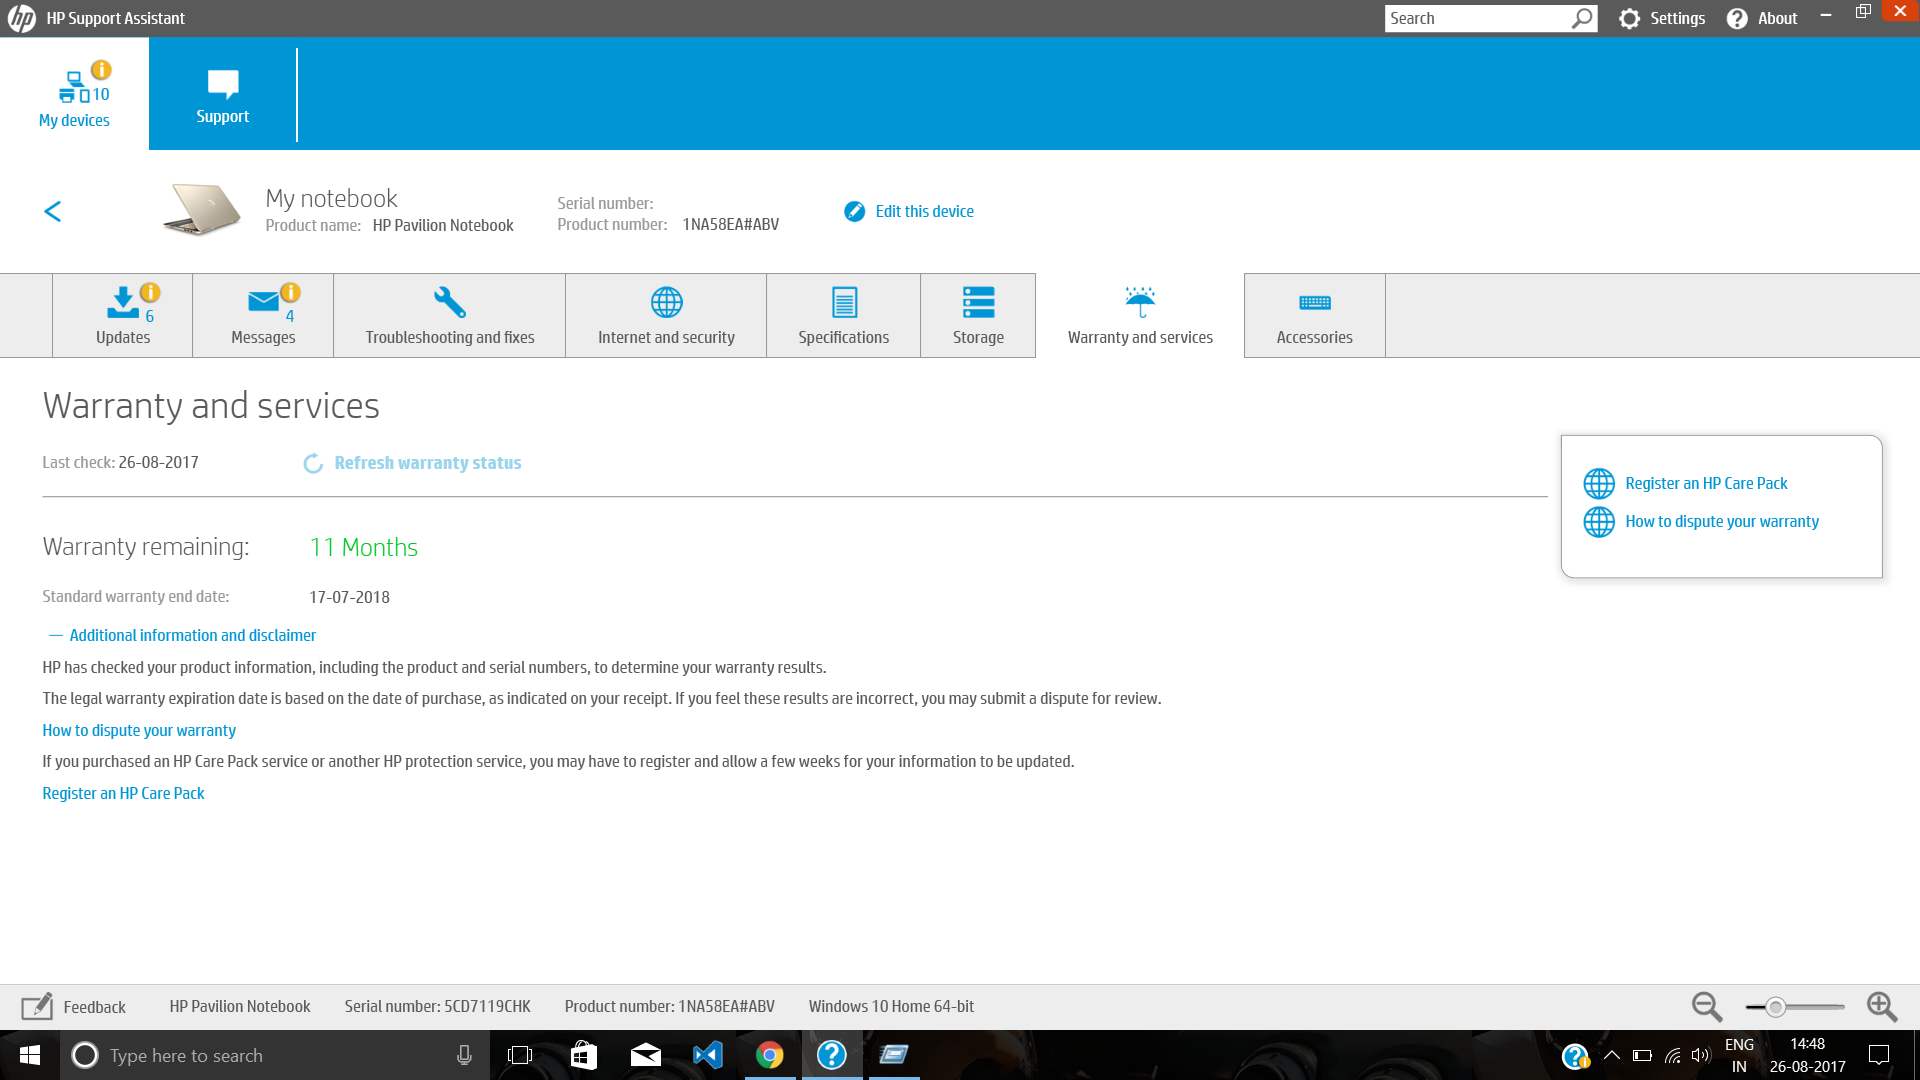 hp HP Support Assistant
Search
Settings
About
10
My devices
Support
My notebook
Product name: HP Pavilion Notebook
Serial number:
Product number: 1NA58EA#ABV
Edit this device
6
Updates
4
Messages
Troubleshooting and fixes
Internet and security
Specifications
Storage
Warranty and services
Accessories
Warranty and services
Last check: 26-08-2017
Refresh warranty status
Register an HP Care Pack
How to dispute your warranty
Warranty remaining: 11 Months
Standard warranty end date: 17-07-2018
— Additional information and disclaimer
HP has checked your product information, including the product and serial numbers, to determine your warranty results.
The legal warranty expiration date is based on the date of purchase, as indicated on your receipt. If you feel these results are incorrect, you may submit a dispute for review.
How to dispute your warranty
If you purchased an HP Care Pack service or another HP protection service, you may have to register and allow a few weeks for your information to be updated.
Register an HP Care Pack
Feedback
HP Pavilion Notebook
Serial number: 5CD7119CHK
Product number: 1NA58EA#ABV
Windows 10 Home 64-bit
Type here to search
ENG
IN
14:48
26-08-2017